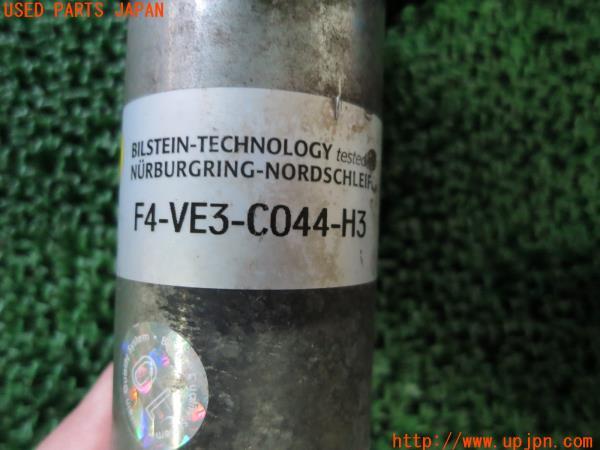 USED PARTS JAPAN
BILSTEIN-TECHNOLOGY tested
NÜRBURGRING-NORDSCHLEIF
F4-VE3-C044-H3
http://www.upjpn.com/